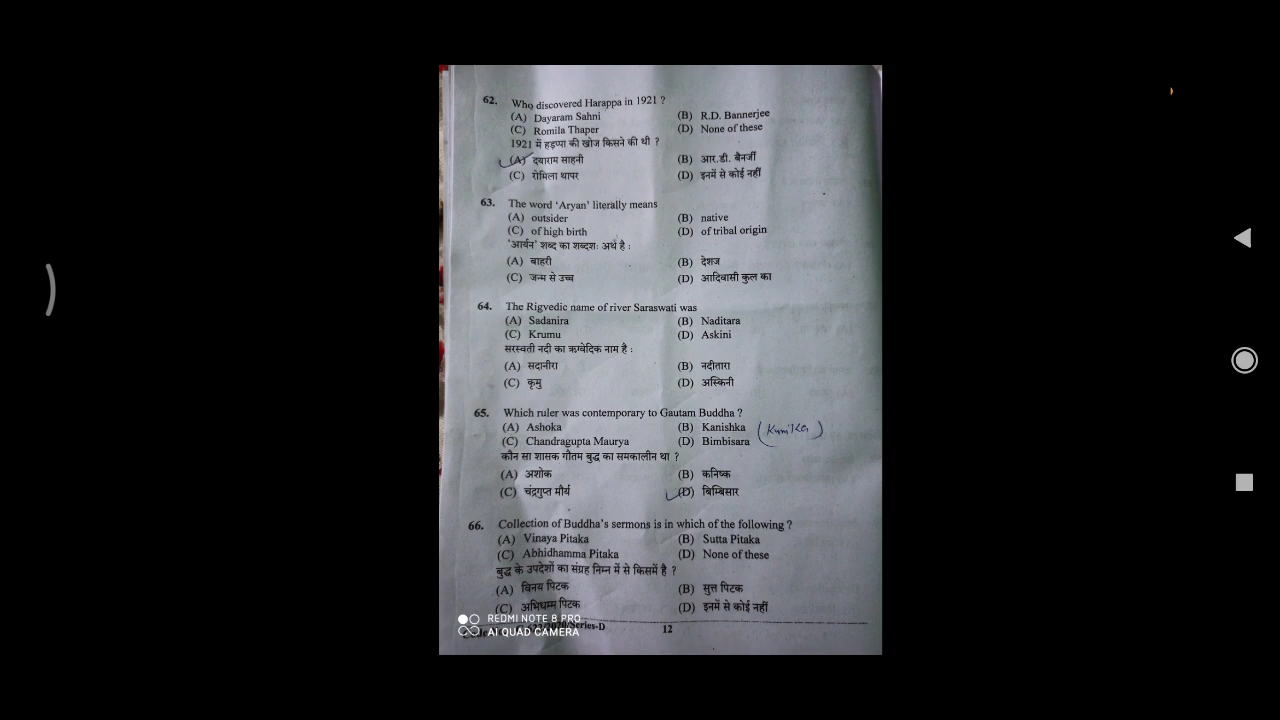 62. Who discovered Harappa in 1921 ?
(A) Dayaram Sahni (B) R.D. Bannerjee
(C) Romila Thaper (D) None of these
1921 में हड़प्पा की खोज किसने की थी ?
(A) दयाराम साहनी (B) आर.डी. बैनर्जी
(C) रोमिला थापर (D) इनमें से कोई नहीं
63. The word ‘Aryan’ literally means
(A) outsider (B) native
(C) of high birth (D) of tribal origin
‘आर्यन’ शब्द का शब्दशः अर्थ है :
(A) बाहरी (B) देशज
(C) जन्म से उच्च (D) आदिवासी कुल का
64. The Rigvedic name of river Saraswati was
(A) Sadanira (B) Naditara
(C) Krumu (D) Askini
सरस्वती नदी का ऋग्वेदिक नाम है :
(A) सदानीरा (B) नदीतारा
(C) कृमु (D) अस्किनी
65. Which ruler was contemporary to Gautam Buddha ?
(A) Ashoka (B) Kanishka
(C) Chandragupta Maurya (D) Bimbisara
कौन सा शासक गौतम बुद्ध का समकालीन था ?
(A) अशोक (B) कनिष्क
(C) चंद्रगुप्त मौर्य (D) बिम्बिसार
66. Collection of Buddha’s sermons is in which of the following ?
(A) Vinaya Pitaka (B) Sutta Pitaka
(C) Abhidhamma Pitaka (D) None of these
बुद्ध के उपदेशों का संग्रह निम्न में से किसमें है ?
(A) विनय पिटक (B) सुत्त पिटक
(C) अभिधम्म पिटक (D) इनमें से कोई नहीं
REDMI NOTE 8 PRO
AI QUAD CAMERA
/2020/Series-D 12